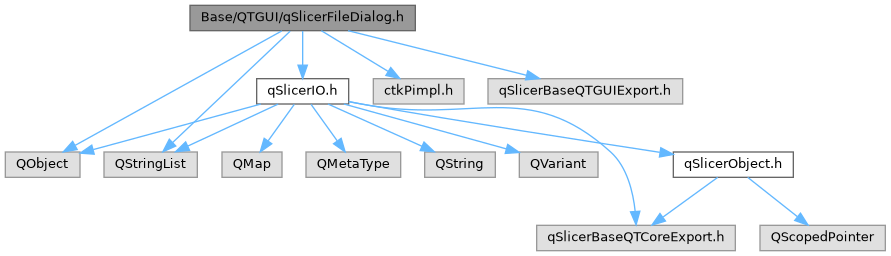 Base/QTGUI/qSlicerFileDialog.h
qSlicerIO.h
ctkPimpl.h
qSlicerBaseQTGUIExport.h
QObject
QStringList
QMap
QMetaType
QString
QVariant
qSlicerObject.h
qSlicerBaseQTCoreExport.h
QScopedPointer